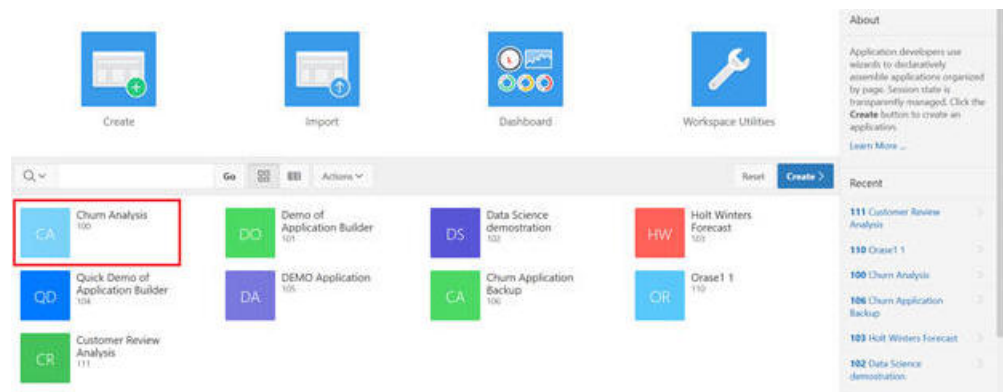 Create
Import
Dashboard
Workspace Utilities
Go
Actions
Reset
Create >
CA
Churn Analysis
100
DO
Demo of
Application Builder
101
DS
Data Science
demostration
102
HW
Holt Winters
Forecast
103
QD
Quick Demo of
Application Builder
104
DA
DEMO Application
105
CA
Churn Application
Backup
106
OR
Orase1 1
110
CR
Customer Review
Analysis
111
About
Application developers use
wizards to declaratively
assemble applications organized
by page. Session state is
transparently managed. Click the
Create button to create an
application.
Learn More ...
Recent
111 Customer Review
Analysis
110 Orase1 1
100 Churn Analysis
106 Churn Application
Backup
103 Holt Winters Forecast
102 Data Science
demostration